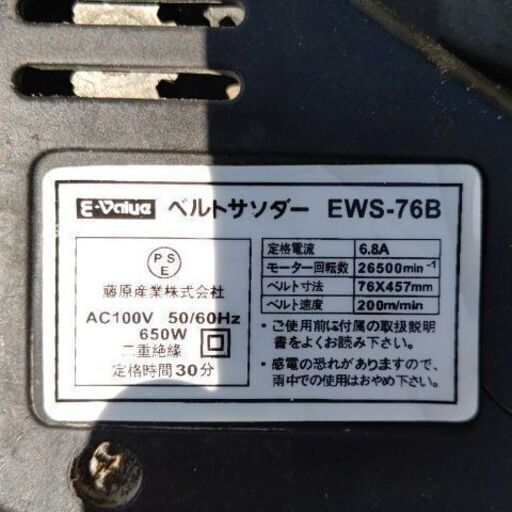 E-Value ベルトサンダー EWS-76B
PSE
藤原産業株式会社
AC100V 50/60Hz
650W
二重絶縁
定格時間30分
定格電流 6.8A
モーター回転数 26500min⁻¹
ベルト寸法 76X457mm
ベルト速度 200m/min
・ご使用前に付属の取扱説明
書をよくお読み下さい。
・感電の恐れがありますので、
雨中での使用はおやめ下さい。